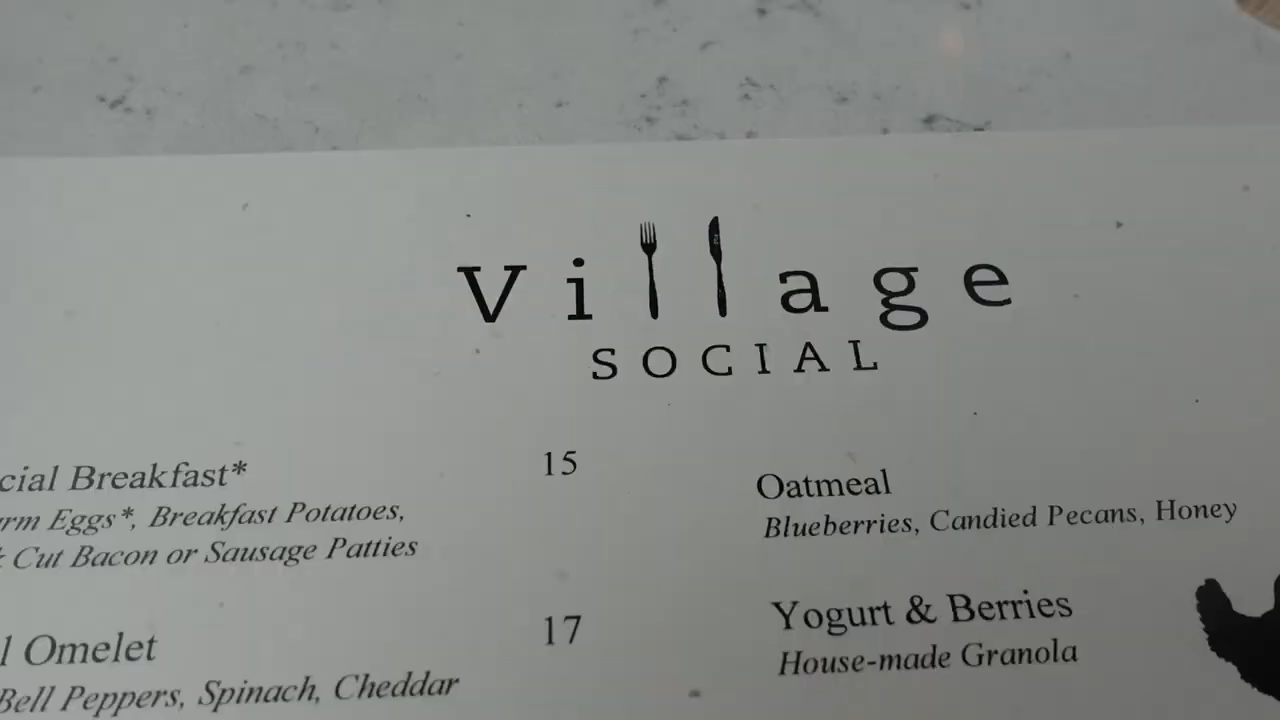 Village
SOCIAL
cial Breakfast*
15
rm Eggs*, Breakfast Potatoes,
Cut Bacon or Sausage Patties
l Omelet
17
Bell Peppers, Spinach, Cheddar
Oatmeal
Blueberries, Candied Pecans, Honey
Yogurt & Berries
House-made Granola